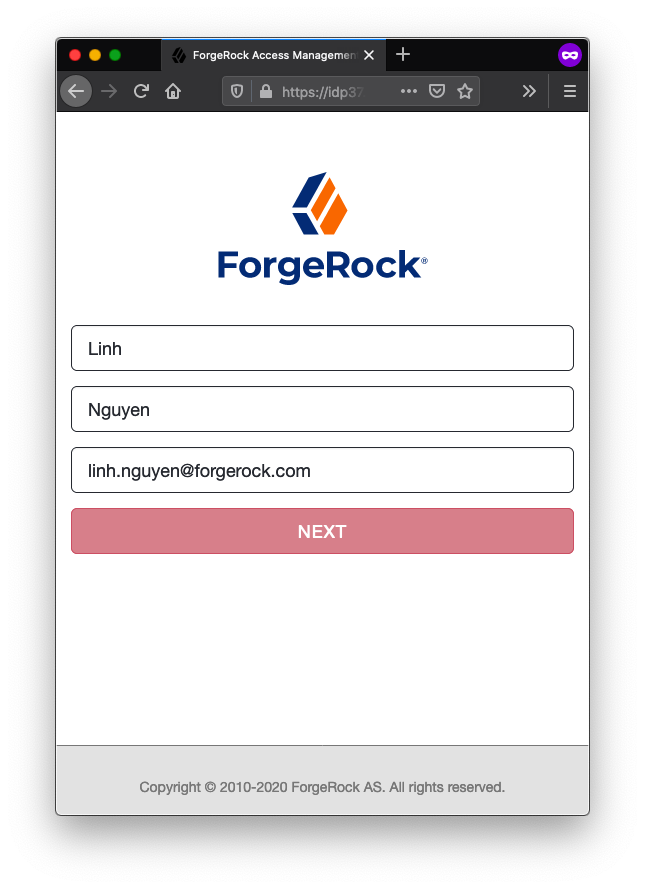 ForgeRock Access Management
https://idp37
ForgeRock®
Linh
Nguyen
linh.nguyen@forgerock.com
NEXT
Copyright © 2010-2020 ForgeRock AS. All rights reserved.